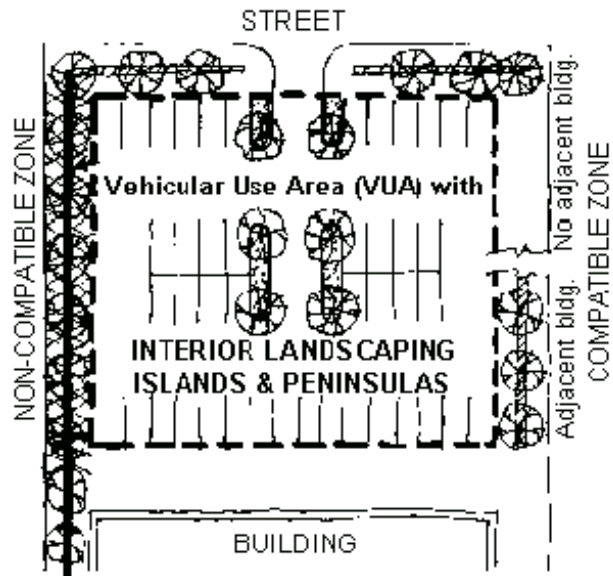 STREET
NON-COMPATIBLE ZONE
Vehicular Use Area (VUA) with
INTERIOR LANDSCAPING
ISLANDS & PENINSULAS
No adjacent bldg.
Adjacent bldg.
COMPATIBLE ZONE
BUILDING